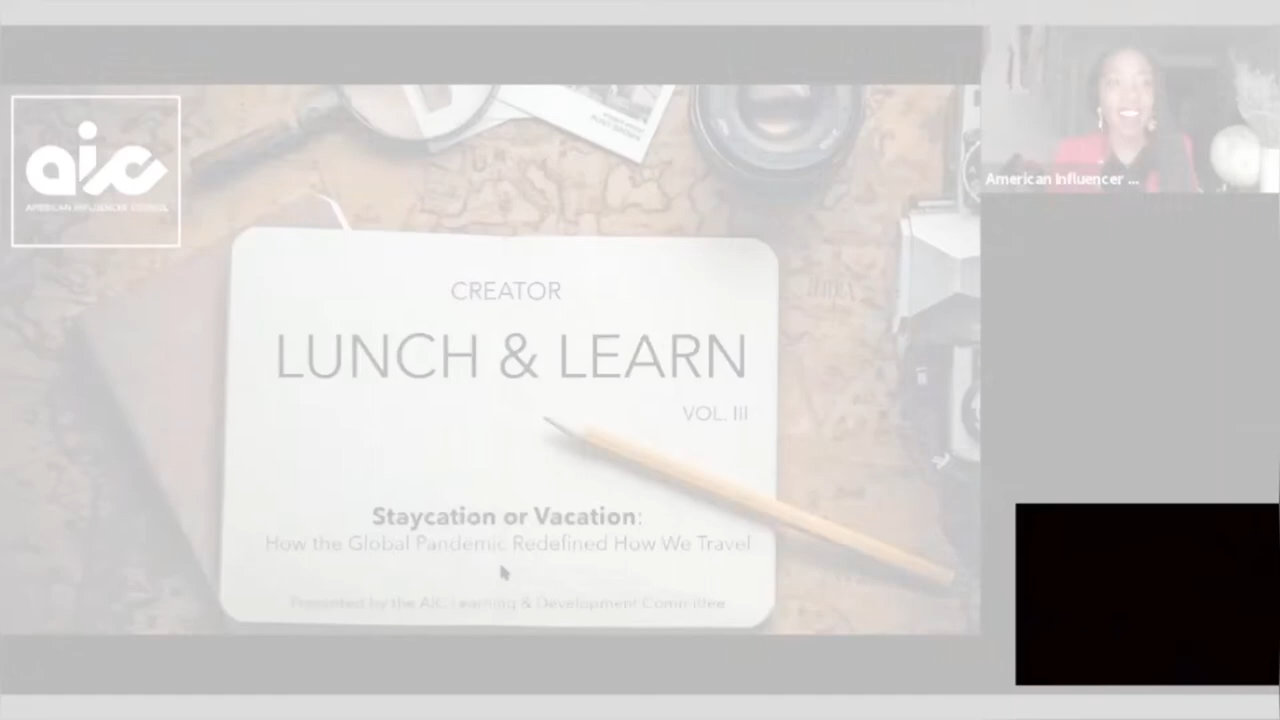 aic
AMERICAN INFLUENCER COUNCIL
American Influencer ...
CREATOR
LUNCH & LEARN
VOL. III
Staycation or Vacation:
How the Global Pandemic Redefined How We Travel
Presented by the AIC Learning & Development Committee